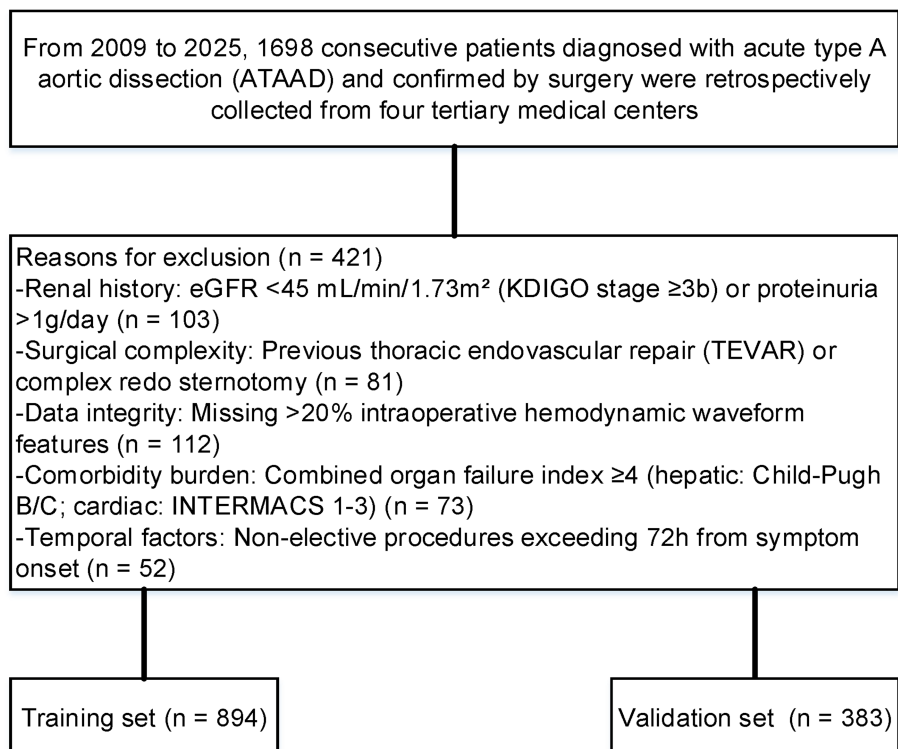 From 2009 to 2025, 1698 consecutive patients diagnosed with acute type A
aortic dissection (ATAAD) and confirmed by surgery were retrospectively
collected from four tertiary medical centers
Reasons for exclusion (n = 421)
-Renal history: eGFR <45 mL/min/1.73m² (KDIGO stage ≥3b) or proteinuria
>1g/day (n = 103)
-Surgical complexity: Previous thoracic endovascular repair (TEVAR) or
complex redo sternotomy (n = 81)
-Data integrity: Missing >20% intraoperative hemodynamic waveform
features (n = 112)
-Comorbidity burden: Combined organ failure index ≥4 (hepatic: Child-Pugh
B/C; cardiac: INTERMACS 1-3) (n = 73)
-Temporal factors: Non-elective procedures exceeding 72h from symptom
onset (n = 52)
Training set (n = 894)
Validation set (n = 383)